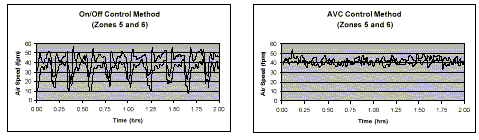 On/Off Control Method
(Zones 5 and 6)
Air Speed (fpm)
60
50
40
30
20
10
0
0.00 0.25 0.50 0.75 1.00 1.25 1.50 1.75 2.00
Time (hrs)
AVC Control Method
(Zones 5 and 6)
Air Speed (fpm)
60
50
40
30
20
10
0
0.00 0.25 0.50 0.75 1.00 1.25 1.50 1.75 2.00
Time (hrs)